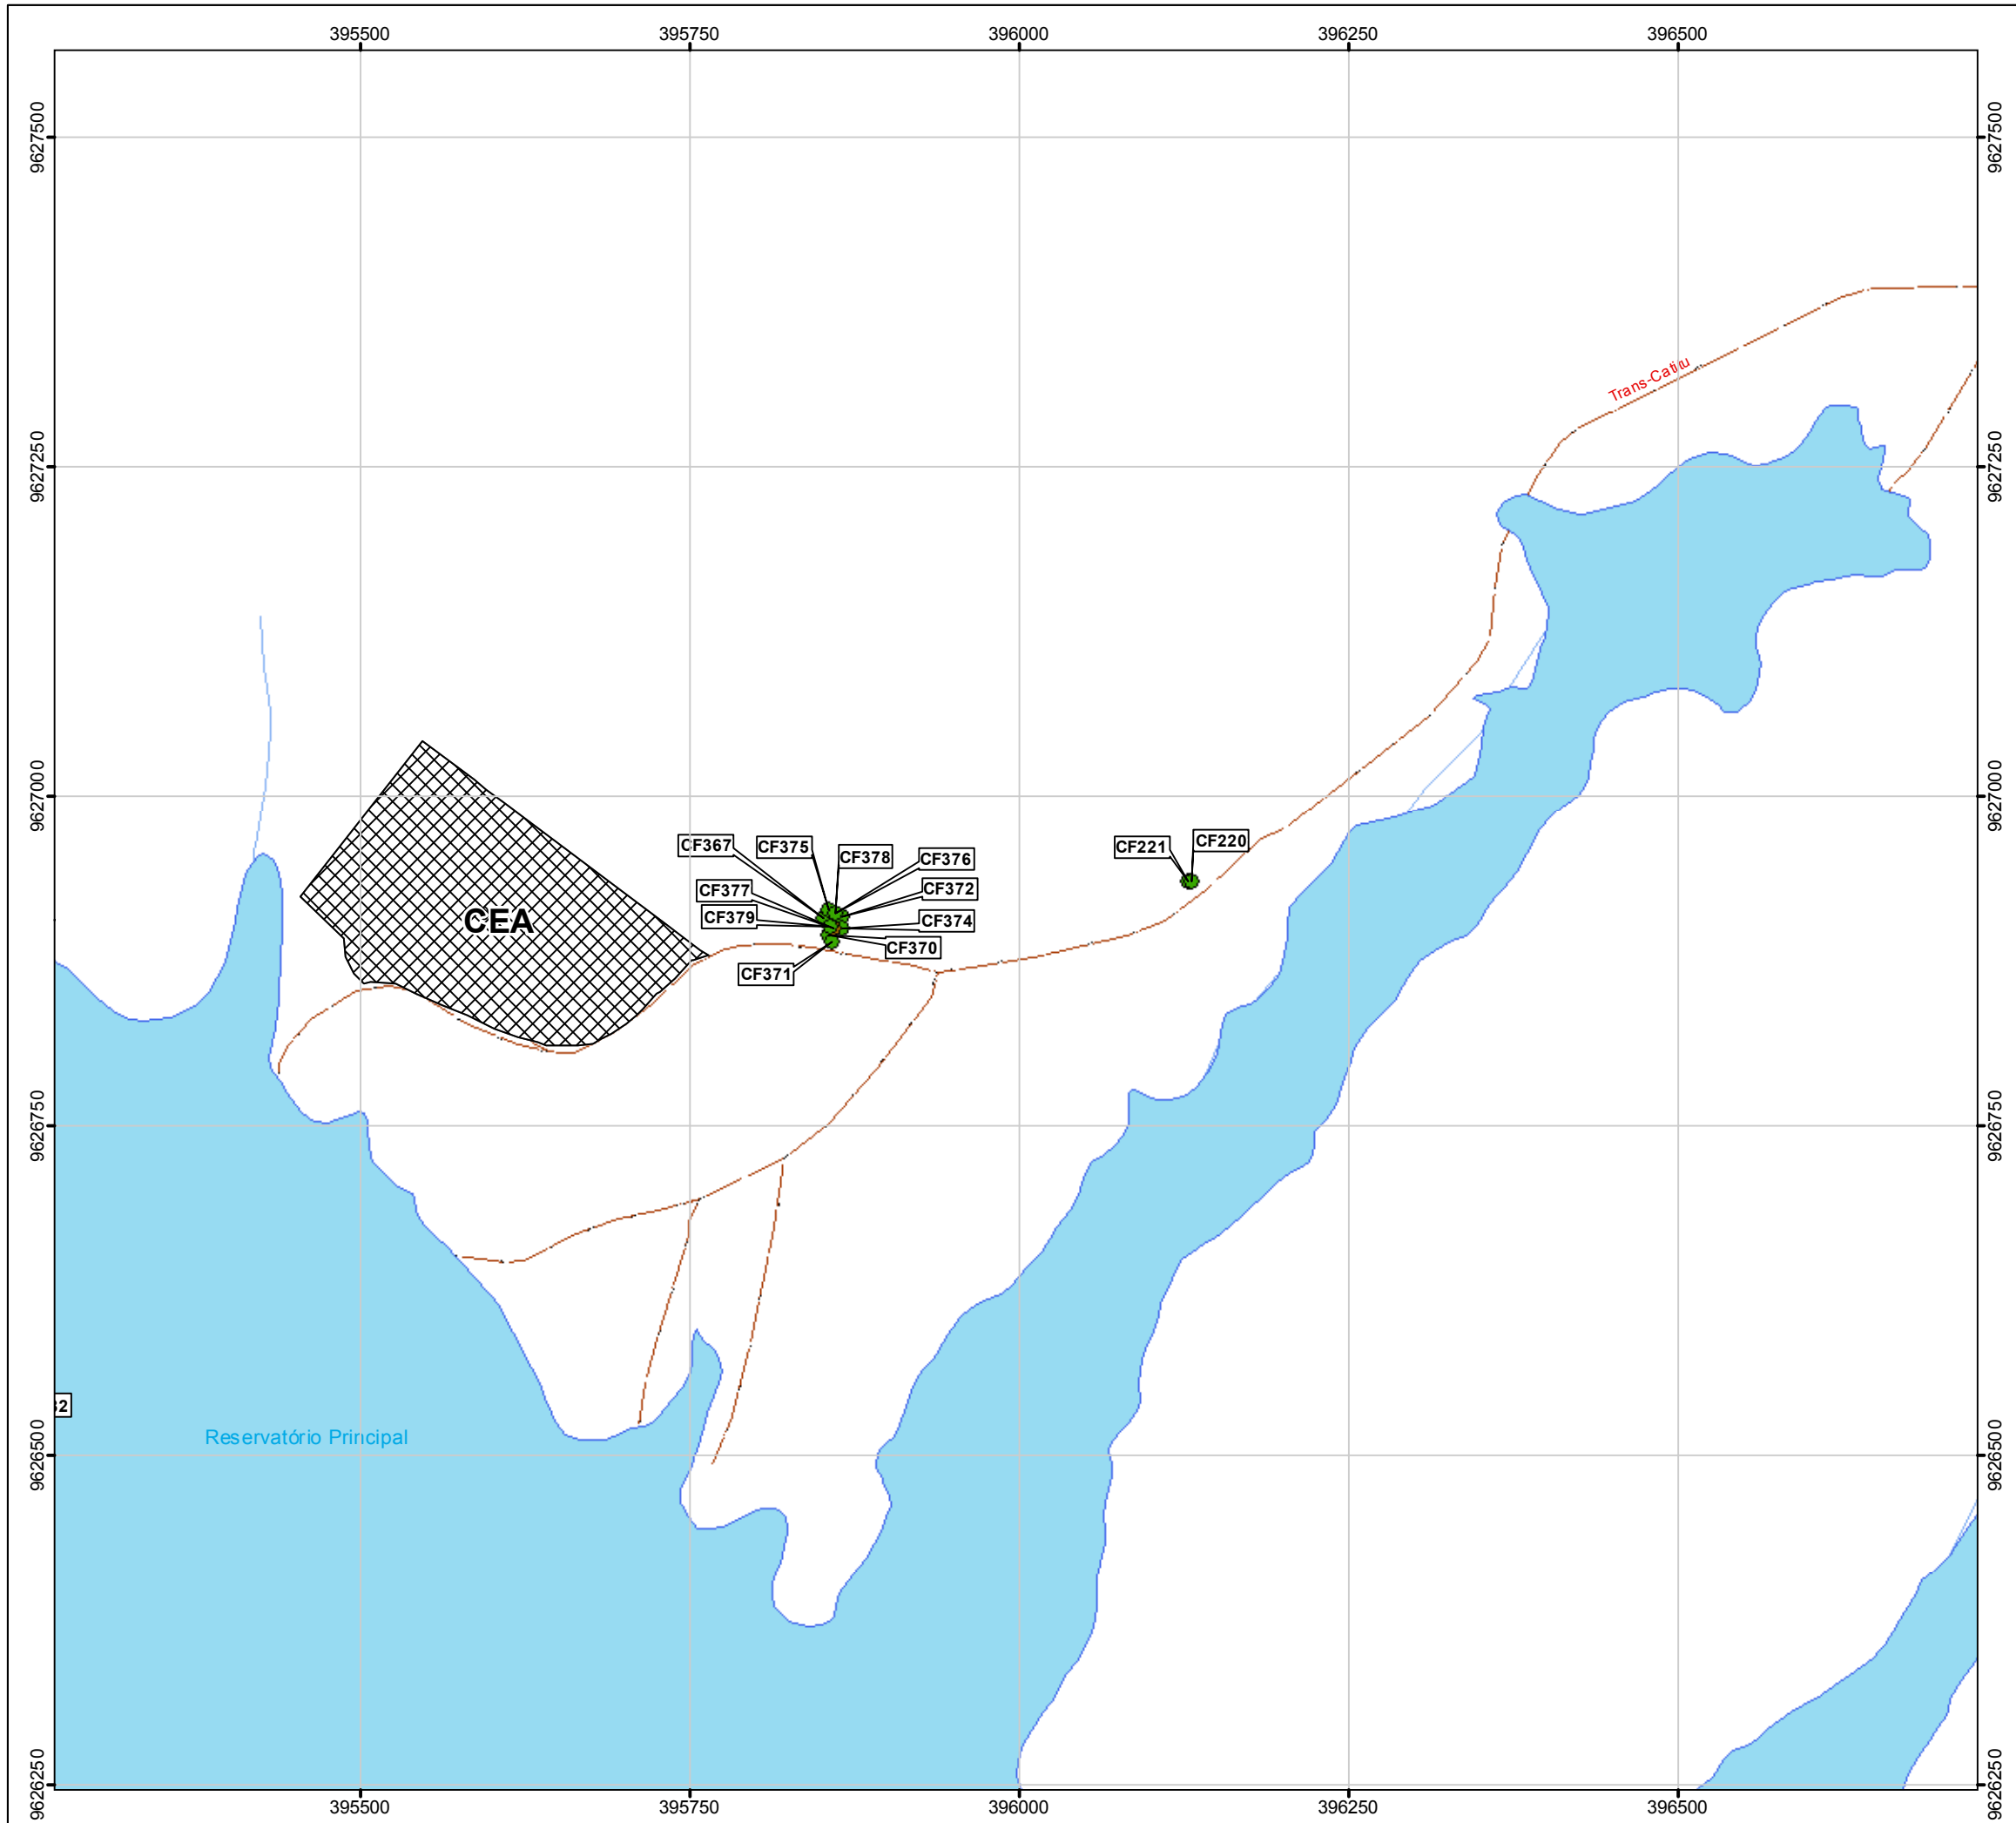 395500 395750 396000 396250 396500
9627500 9627500
Trans-Catitu
9627250 9627250
9627000 9627000
CF367 CF375 CF378 CF376
CF221 CF220
CF377 CF372
CEA
CF379 CF374
CF370
CF371
9626750 9626750
Reservatório Principal
9626500 9626500
9626250 9626250
395500 395750 396000 396250 396500